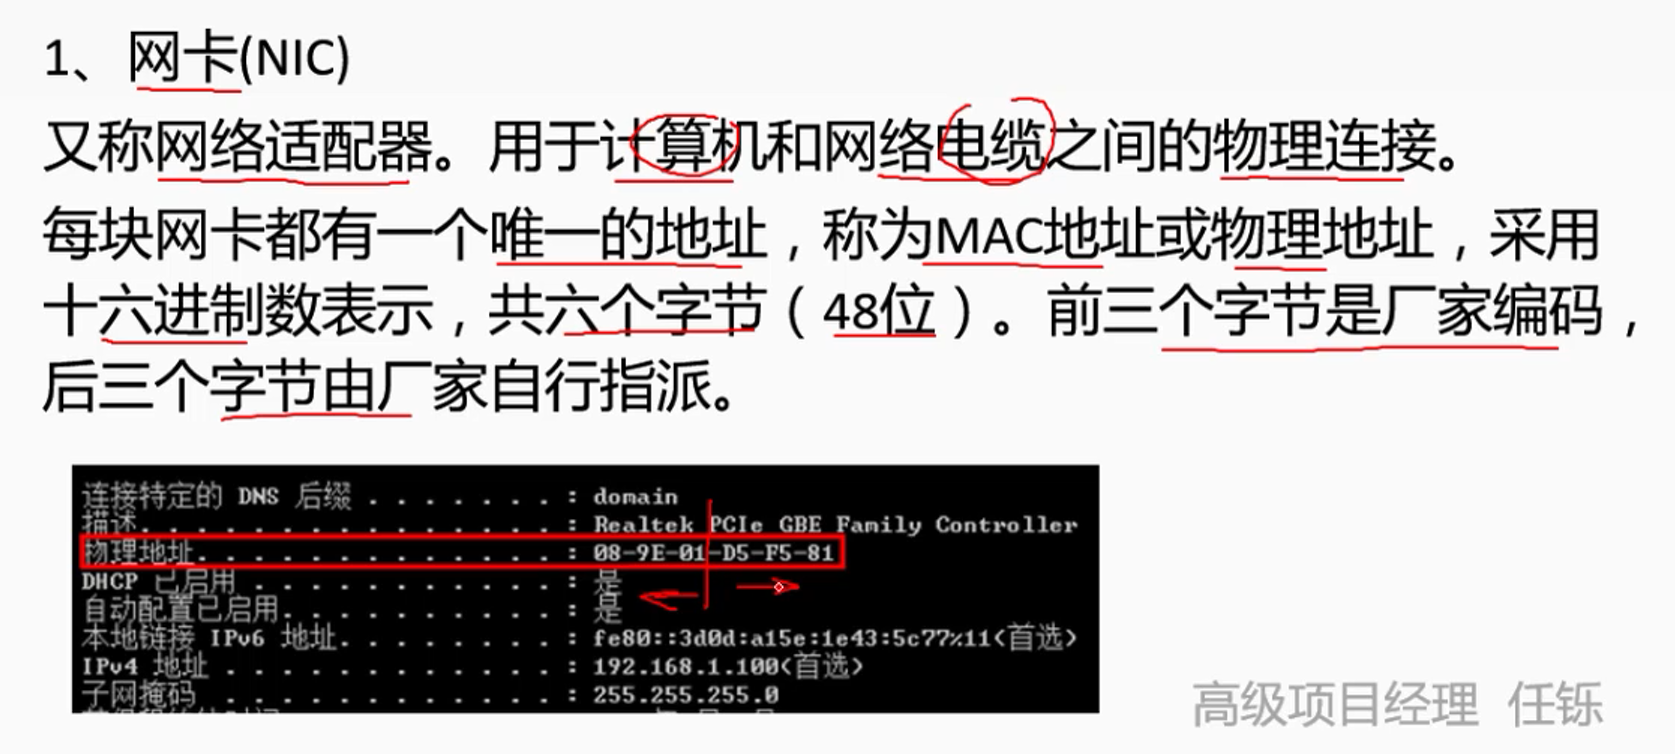 1、网卡(NIC)
又称网络适配器。用于计算机和网络电缆之间的物理连接。
每块网卡都有一个唯一的地址，称为MAC地址或物理地址，采用
十六进制数表示，共六个字节（48位）。前三个字节是厂家编码，
后三个字节由厂家自行指派。
连接特定的 DNS 后缀 . . . . . . . : domain
描述. . . . . . . . . . . . . . . : Realtek PCIe GBE Family Controller
物理地址. . . . . . . . . . . . . : 08-9E-01-D5-F5-81
DHCP 已启用 . . . . . . . . . . . : 是
自动配置已启用. . . . . . . . . . : 是
本地链接 IPv6 地址. . . . . . . . : fe80::3d0d:a15e:1e43:5c77%11<首选>
IPv4 地址 . . . . . . . . . . . . : 192.168.1.100<首选>
子网掩码 . . . . . . . . . . . . : 255.255.255.0
高级项目经理 任铄